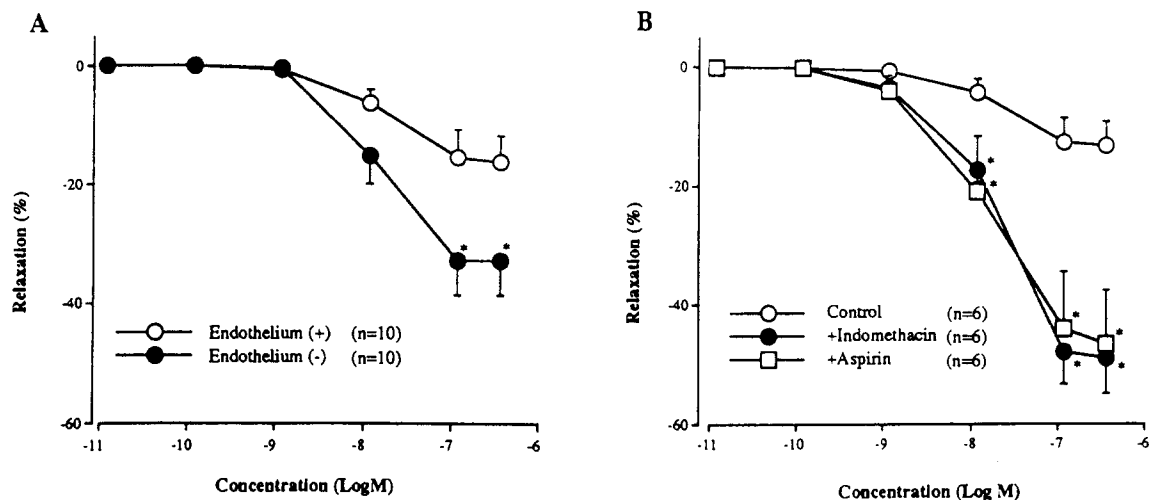 A
0
-20
-40
-60
Relaxation (%)
* *
Endothelium (+) (n=10)
Endothelium (-) (n=10)
-11 -10 -9 -8 -7 -6
Concentration (LogM)
B
0
-20
-40
-60
Relaxation (%)
*
*
* *
* *
Control (n=6)
+Indomethacin (n=6)
+Aspirin (n=6)
-11 -10 -9 -8 -7 -6
Concentration (Log M)